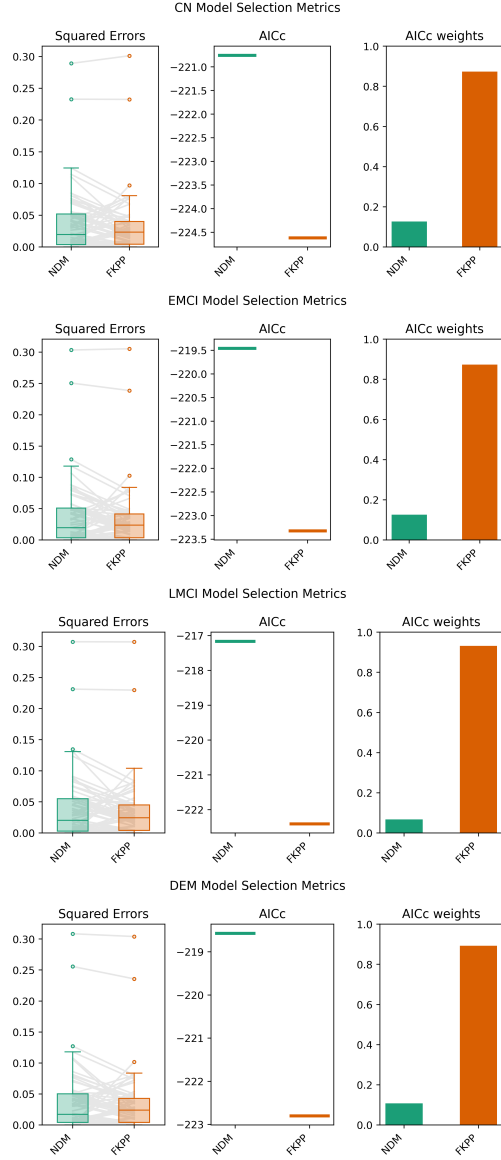 CN Model Selection Metrics
Squared Errors
AICc
AICc weights
0.30
0.25
0.20
0.15
0.10
0.05
0.00
NDM
FKPP
−221.0
−221.5
−222.0
−222.5
−223.0
−223.5
−224.0
−224.5
NDM
FKPP
1.0
0.8
0.6
0.4
0.2
0.0
NDM
FKPP
EMCI Model Selection Metrics
Squared Errors
AICc
AICc weights
0.30
0.25
0.20
0.15
0.10
0.05
0.00
NDM
FKPP
−219.5
−220.0
−220.5
−221.0
−221.5
−222.0
−222.5
−223.0
−223.5
NDM
FKPP
1.0
0.8
0.6
0.4
0.2
0.0
NDM
FKPP
LMCI Model Selection Metrics
Squared Errors
AICc
AICc weights
0.30
0.25
0.20
0.15
0.10
0.05
0.00
NDM
FKPP
−217
−218
−219
−220
−221
−222
NDM
FKPP
1.0
0.8
0.6
0.4
0.2
0.0
NDM
FKPP
DEM Model Selection Metrics
Squared Errors
AICc
AICc weights
0.30
0.25
0.20
0.15
0.10
0.05
0.00
NDM
FKPP
−219
−220
−221
−222
−223
NDM
FKPP
1.0
0.8
0.6
0.4
0.2
0.0
NDM
FKPP